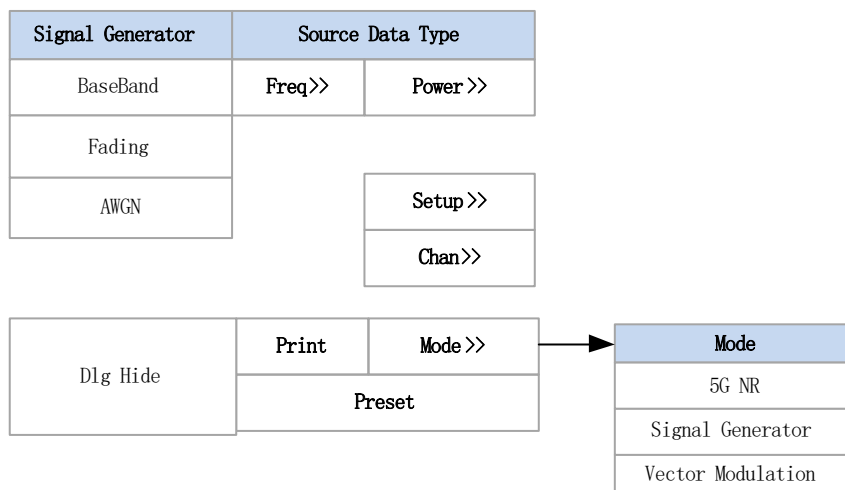 Signal Generator
Source Data Type
BaseBand
Freq>>
Power>>
Fading
AWGN
Setup>>
Chan>>
Dlg Hide
Print
Mode>>
Preset
Mode
5G NR
Signal Generator
Vector Modulation